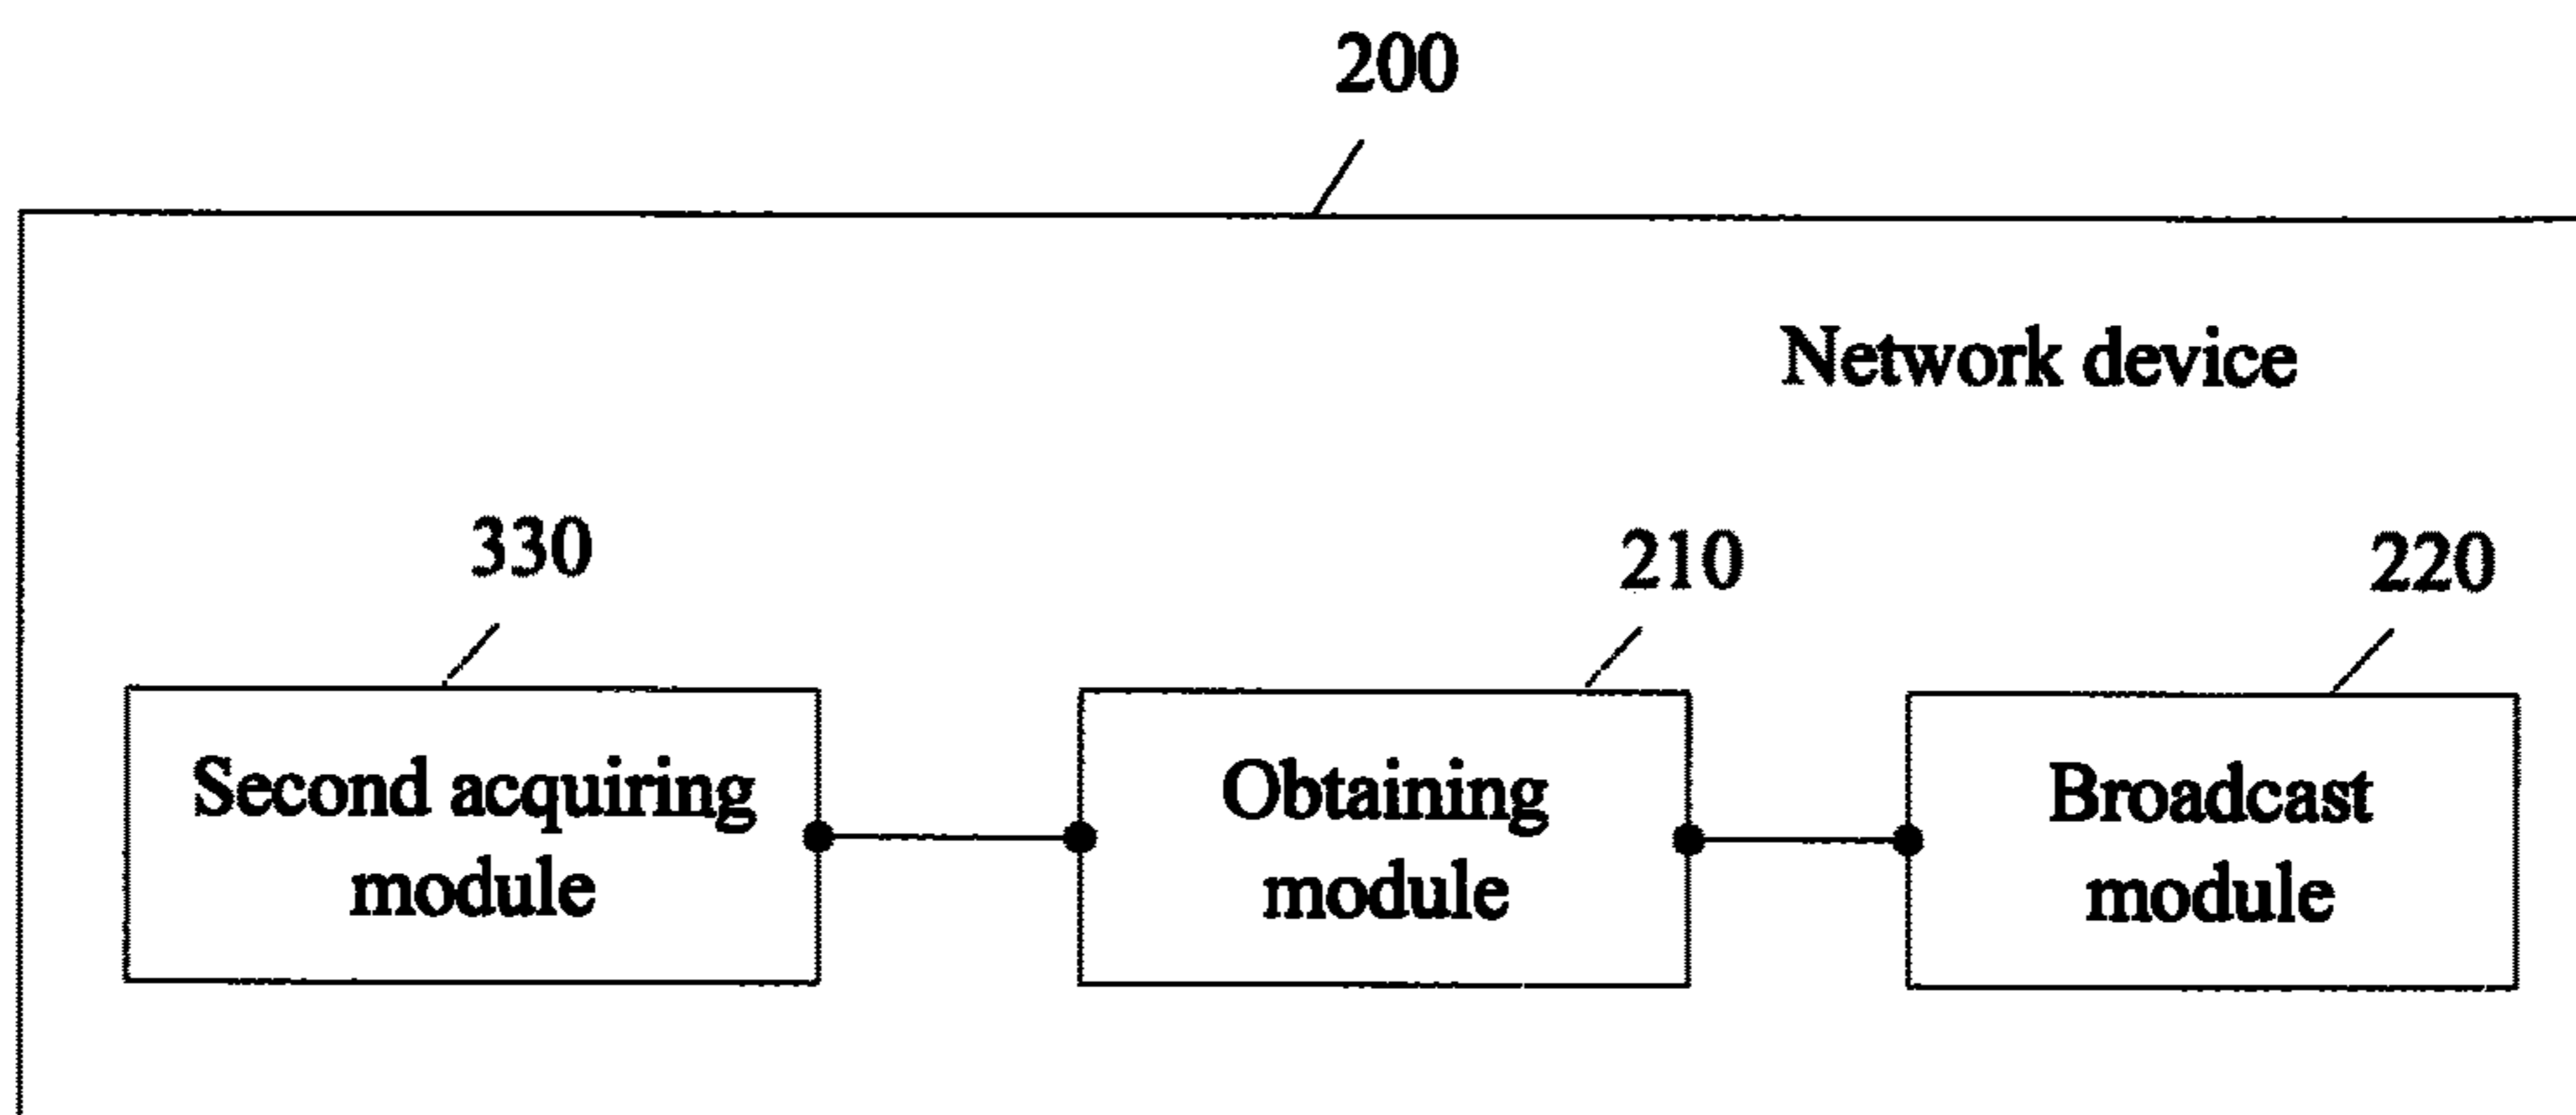 200
Network device
330
210
220
Second acquiring
module
Obtaining
module
Broadcast
module